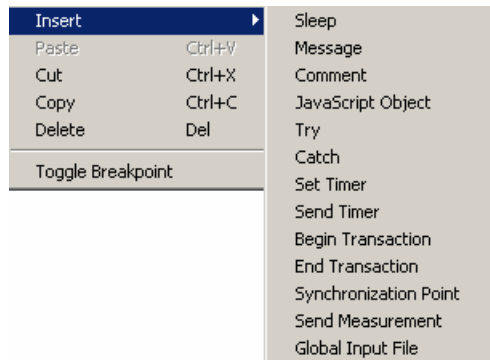 Insert
Paste Ctrl+V
Cut Ctrl+X
Copy Ctrl+C
Delete Del
Toggle Breakpoint
Sleep
Message
Comment
JavaScript Object
Try
Catch
Set Timer
Send Timer
Begin Transaction
End Transaction
Synchronization Point
Send Measurement
Global Input File